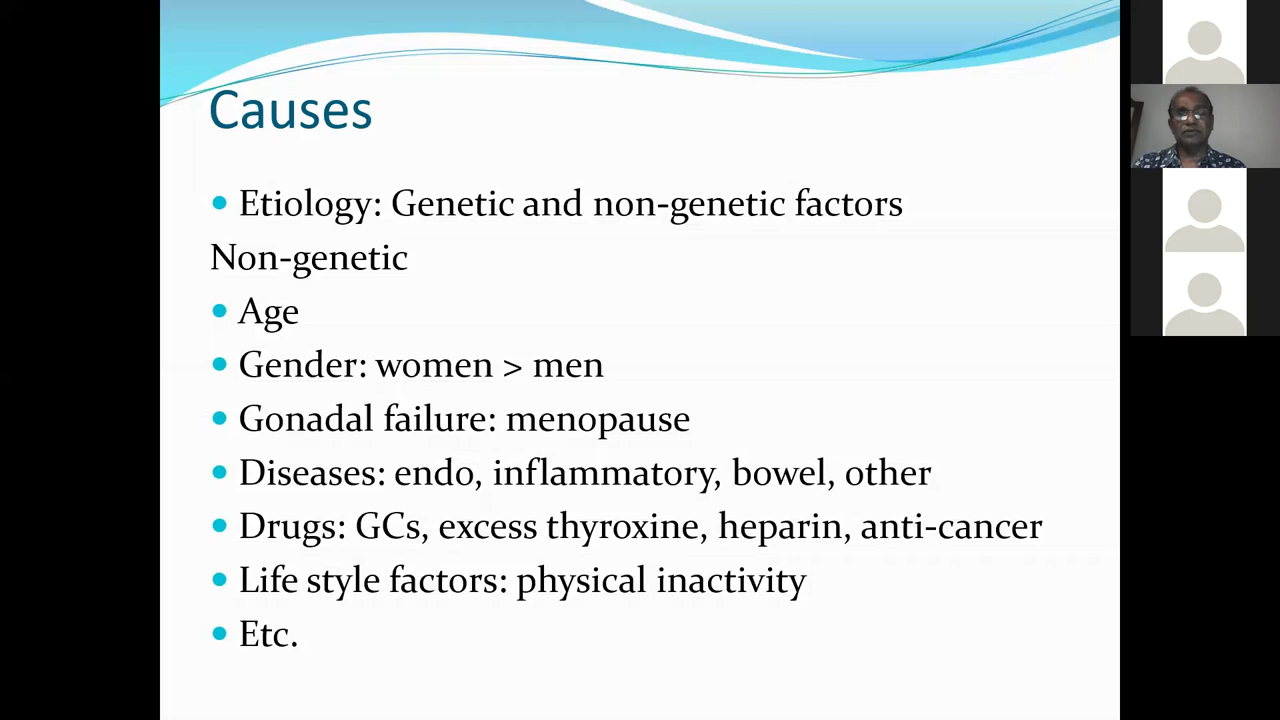 Causes
• Etiology: Genetic and non-genetic factors
Non-genetic
• Age
• Gender: women > men
• Gonadal failure: menopause
• Diseases: endo, inflammatory, bowel, other
• Drugs: GCs, excess thyroxine, heparin, anti-cancer
• Life style factors: physical inactivity
• Etc.